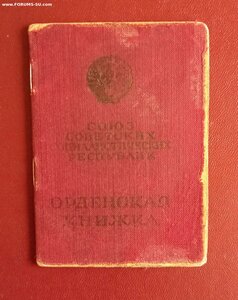 www.FORUMS-SU.com
СОЮЗ
СОВЕТСКИХ
СОЦИАЛИСТИЧЕСКИХ
РЕСПУБЛИК
ОРДЕНСКАЯ
КНИЖКА